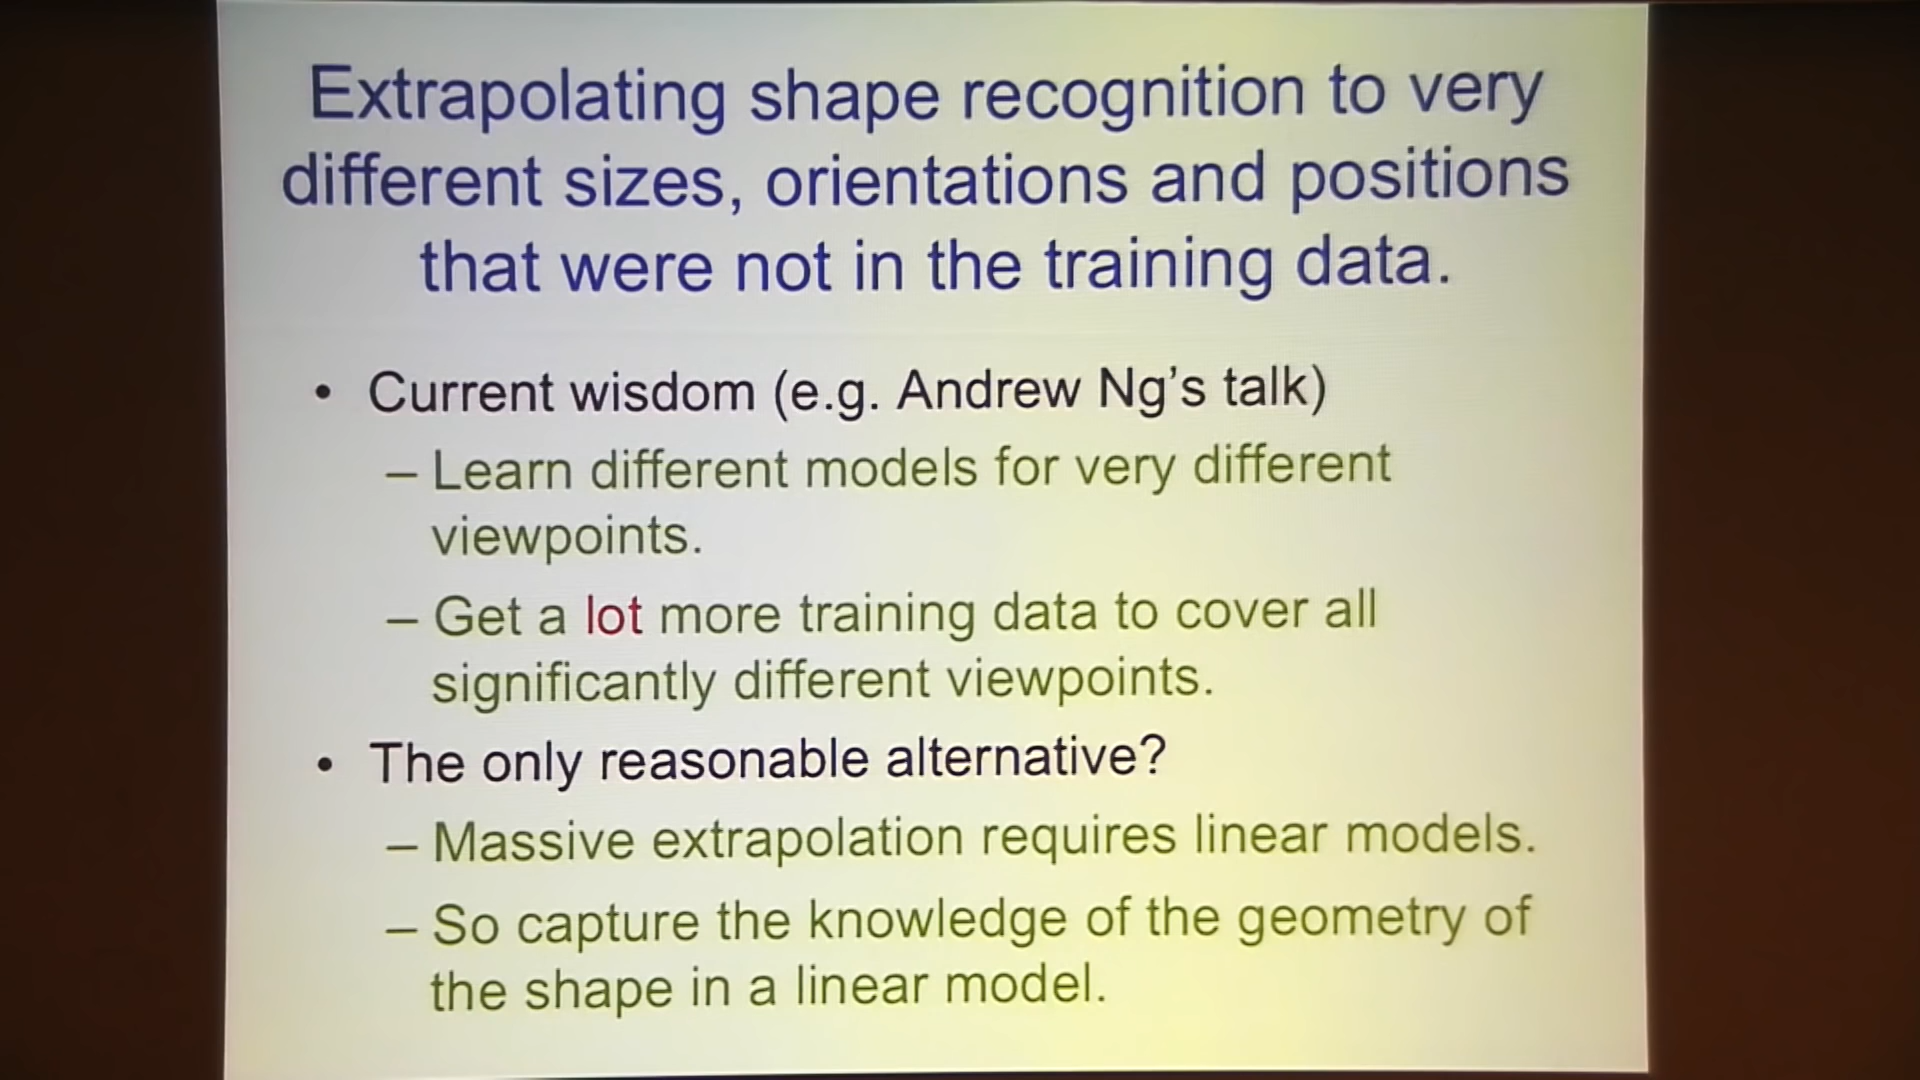 Extrapolating shape recognition to very
different sizes, orientations and positions
that were not in the training data.
• Current wisdom (e.g. Andrew Ng's talk)
– Learn different models for very different
viewpoints.
– Get a lot more training data to cover all
significantly different viewpoints.
• The only reasonable alternative?
– Massive extrapolation requires linear models.
– So capture the knowledge of the geometry of
the shape in a linear model.